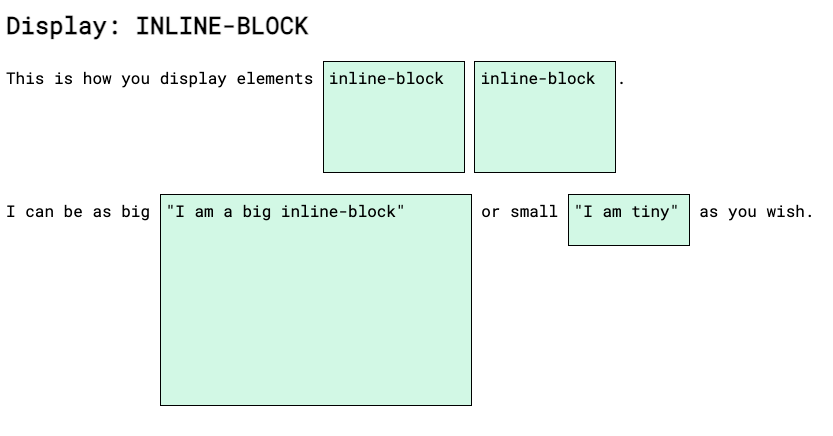 Display: INLINE-BLOCK
This is how you display elements inline-block inline-block.
I can be as big "I am a big inline-block" or small "I am tiny" as you wish.